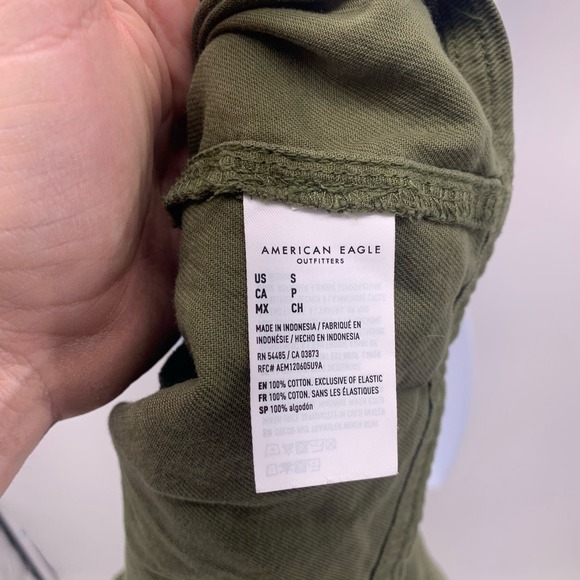 AMERICAN EAGLE
OUTFITTERS
US S
CA P
MX CH
MADE IN INDONESIA / FABRIQUÉ EN
INDONÉSIE / HECHO EN INDONESIA
RN 54485 / CA 03873
RFC# AEM120605U9A
EN 100% COTTON. EXCLUSIVE OF ELASTIC
FR 100% COTON. SANS LES ÉLASTIQUES
SP 100% algodón